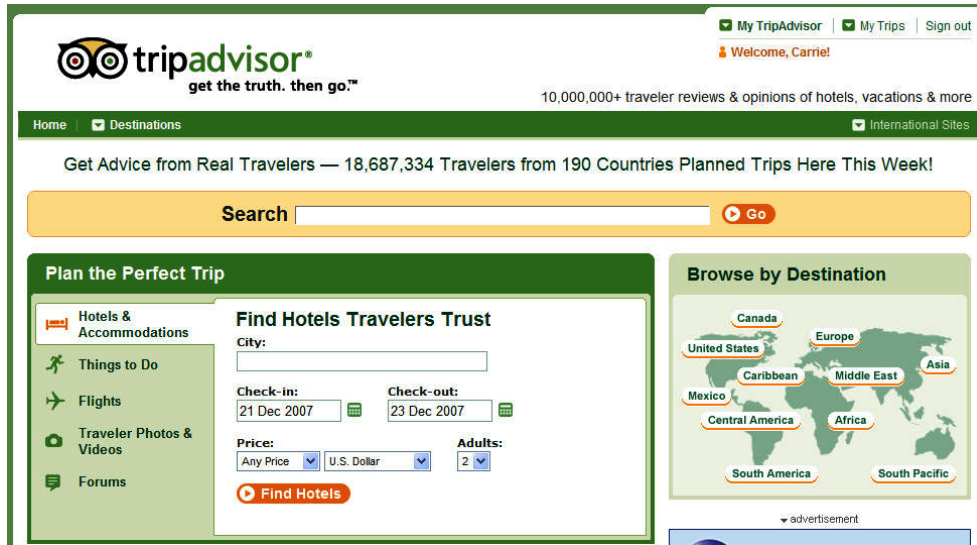 My TripAdvisor My Trips Sign out
Welcome, Carrie!
tripadvisor®
get the truth. then go.™
10,000,000+ traveler reviews & opinions of hotels, vacations & more
Home Destinations International Sites
Get Advice from Real Travelers — 18,687,334 Travelers from 190 Countries Planned Trips Here This Week!
Search Go
Plan the Perfect Trip
Hotels &
Accommodations
Things to Do
Flights
Traveler Photos &
Videos
Forums
Find Hotels Travelers Trust
City:
Check-in: Check-out:
21 Dec 2007 23 Dec 2007
Price: Adults:
Any Price U.S. Dollar 2
Find Hotels
Browse by Destination
Canada
Europe
United States
Asia
Caribbean Middle East
Mexico
Central America Africa
South America South Pacific
advertisement